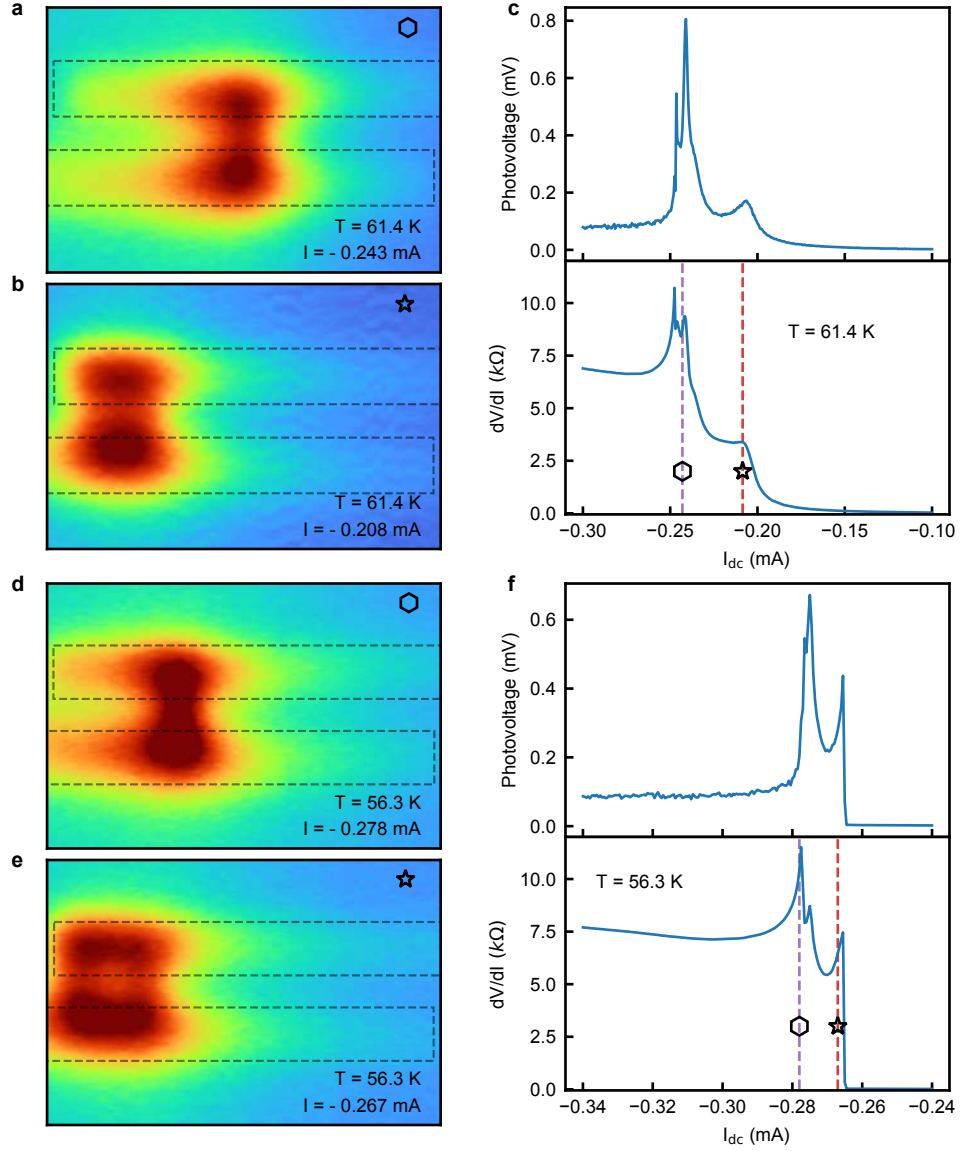 a
T = 61.4 K
I = - 0.243 mA
b
T = 61.4 K
I = - 0.208 mA
c
Photovoltage (mV)
0.8
0.6
0.4
0.2
0.0
dV/dI (kΩ)
10.0
7.5
5.0
2.5
0.0
T = 61.4 K
−0.30 −0.25 −0.20 −0.15 −0.10
I_dc (mA)
d
T = 56.3 K
I = - 0.278 mA
e
T = 56.3 K
I = - 0.267 mA
f
Photovoltage (mV)
0.6
0.4
0.2
0.0
dV/dI (kΩ)
10.0
7.5
5.0
2.5
0.0
T = 56.3 K
−0.34 −0.32 −0.30 −0.28 −0.26 −0.24
I_dc (mA)